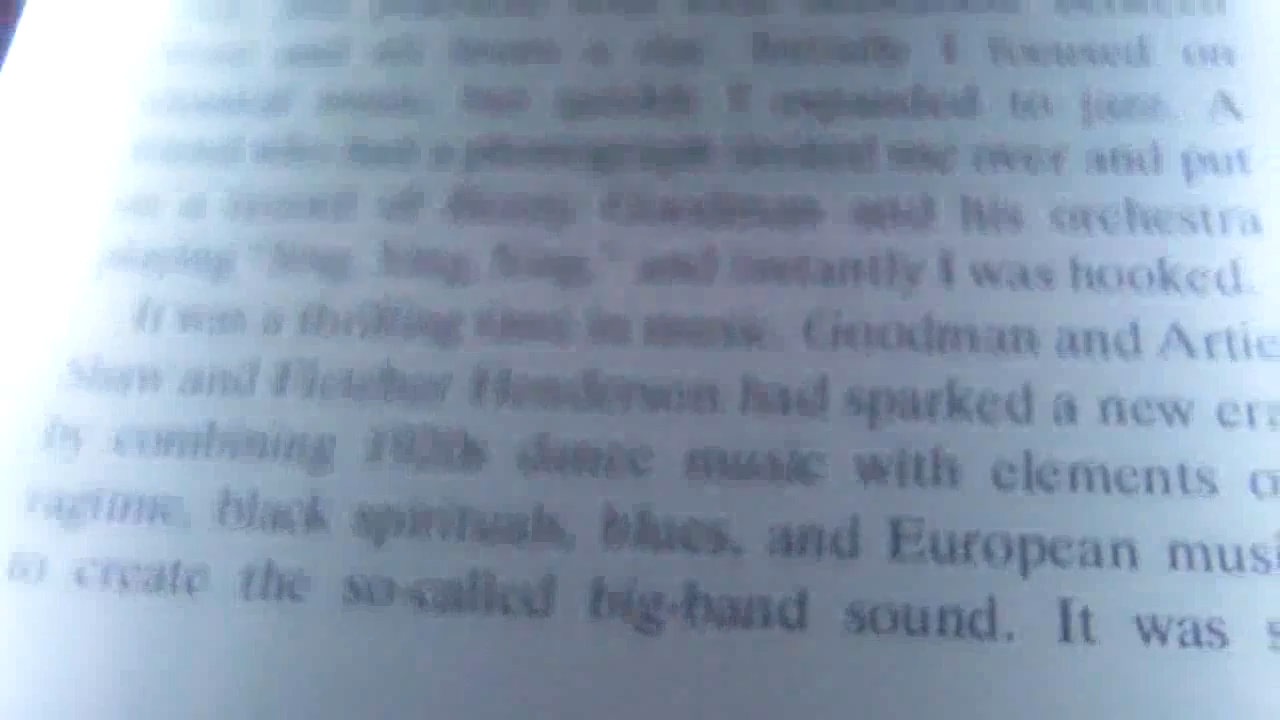 I focused on
classical music, but quickly I expanded to jazz. A
friend who had a phonograph invited me over and put
on a record of Benny Goodman and his orchestra
playing "Sing, Sing, Sing," and instantly I was hooked.
It was a thrilling time in music. Goodman and Artie
Shaw and Fletcher Henderson had sparked a new era
by combining 1920s dance music with elements
ragtime, black spirituals, blues, and European
to create the so-called big-band sound. It was